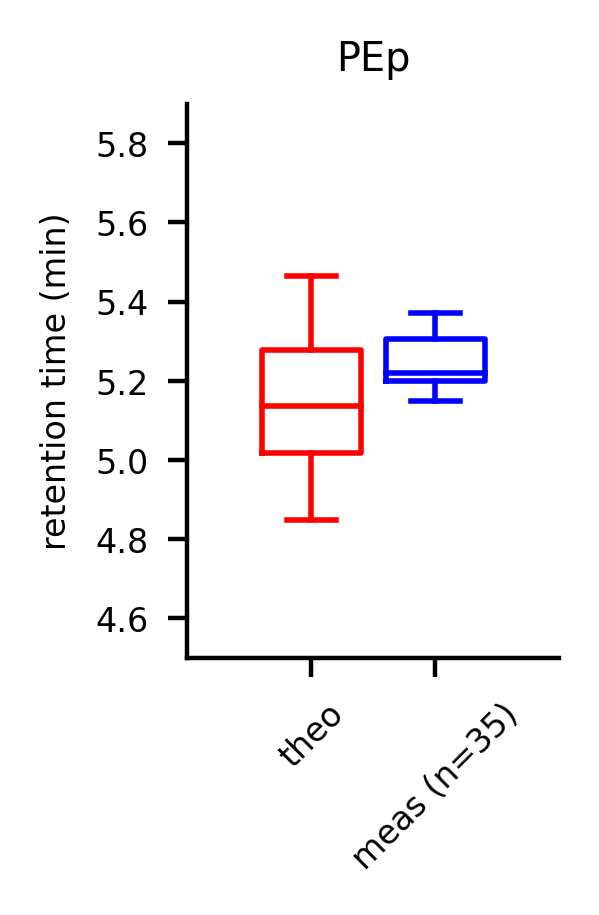 PEp
retention time (min)
5.8
5.6
5.4
5.2
5.0
4.8
4.6
theo
meas (n=35)